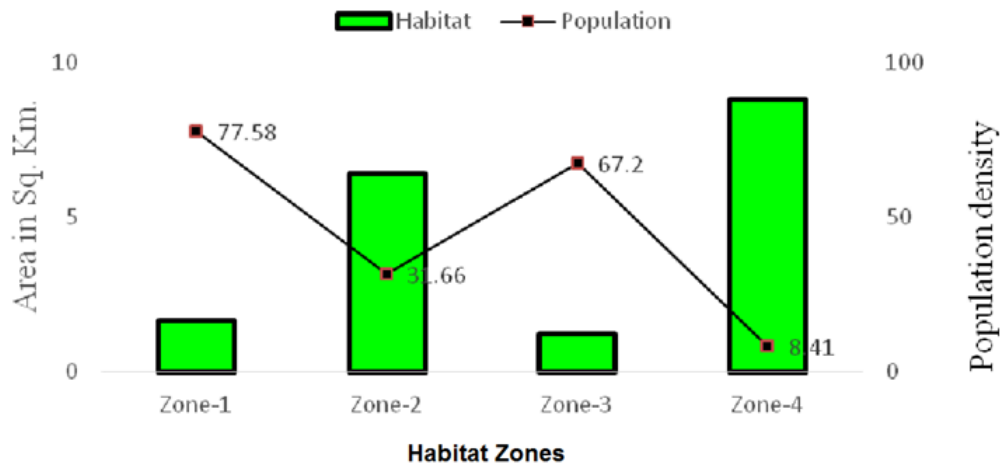 Habitat Population
10
5
0
Area in Sq. Km.
77.58
31.66
67.2
8.41
100
50
0
Population density
Zone-1 Zone-2 Zone-3 Zone-4
Habitat Zones